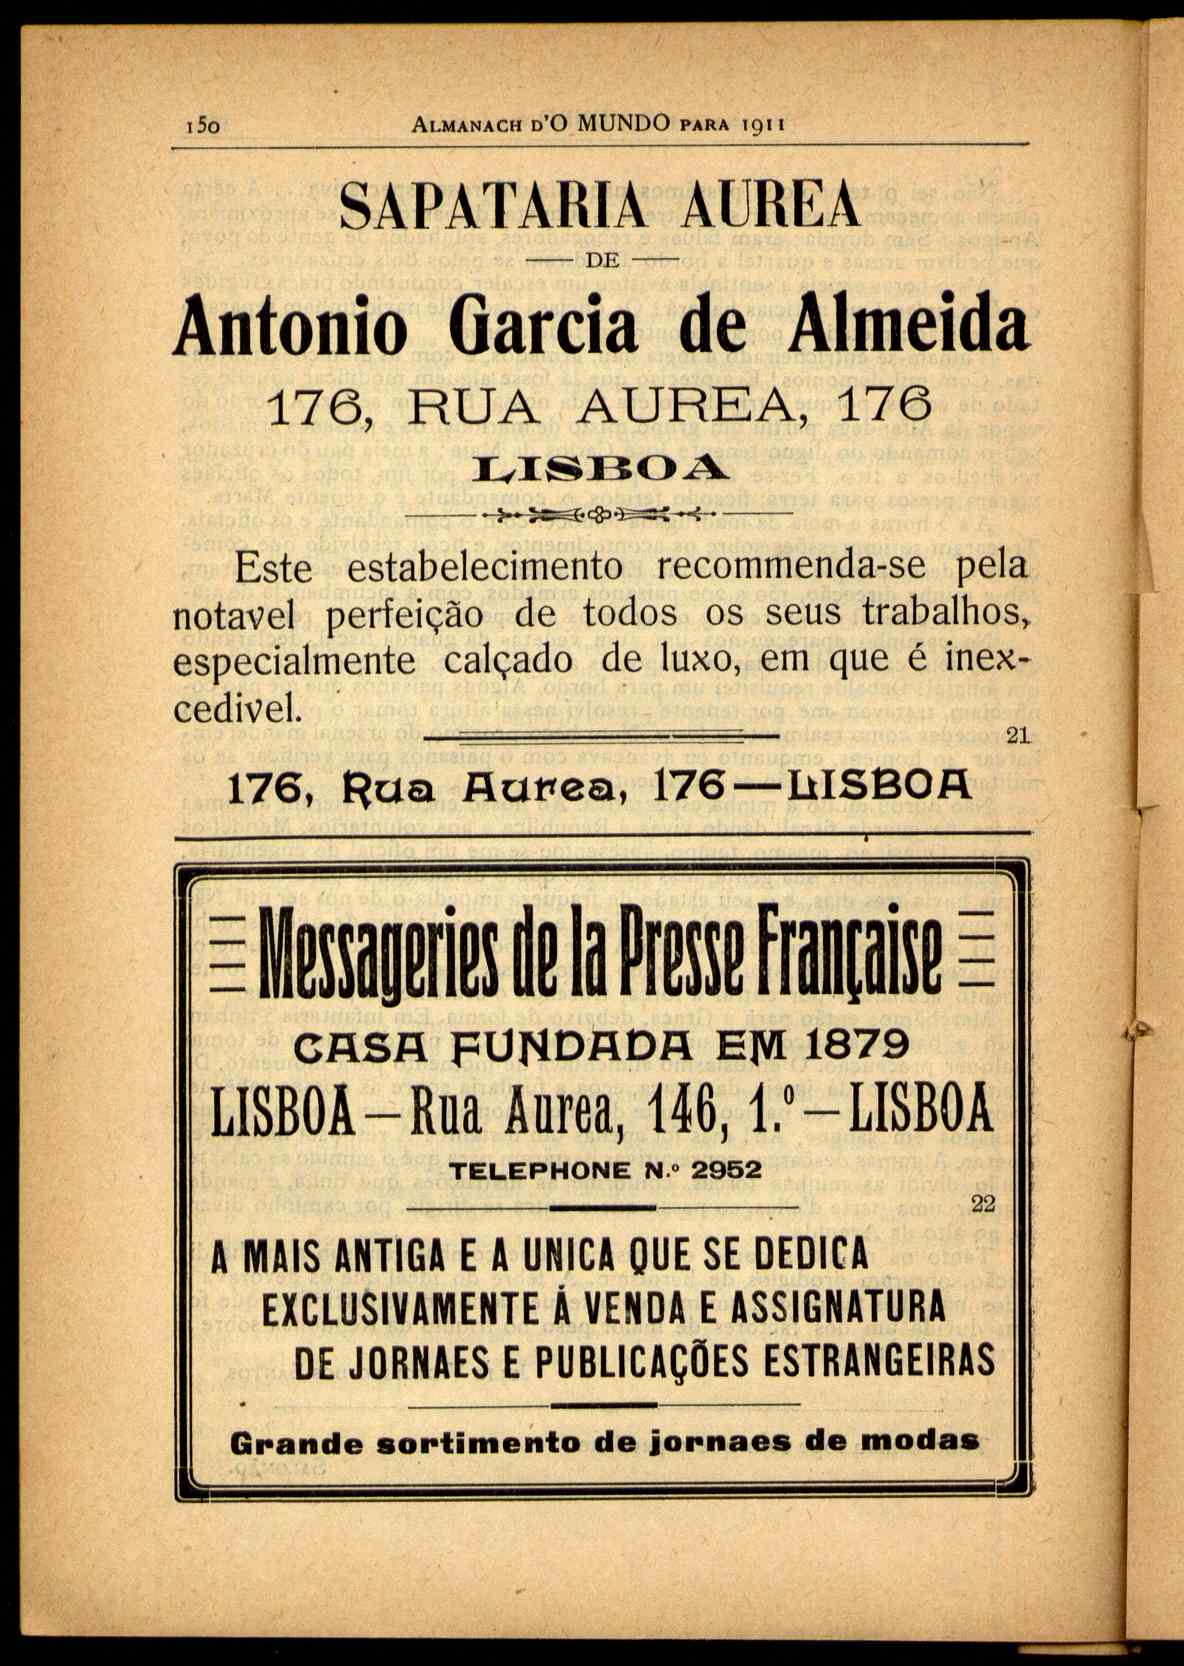 150
ALMANACH D'O MUNDO PARA 1911
SAPATARIA AUREA
DE
Antonio Garcia de Almeida
176, RUA AUREA, 176
LISBOA
Este estabelecimento recommenda-se pela
notavel perfeição de todos os seus trabalhos,
especialmente calçado de luxo, em que é inex-
cedivel.
21
176, Rua Aurea, 176—LISBOA
Messageries de la Presse Française
CASA FUNDADA EM 1879
LISBOA—Rua Aurea, 146, 1.º—LISBOA
TELEPHONE N.º 2952
22
A MAIS ANTIGA E A UNICA QUE SE DEDICA
EXCLUSIVAMENTE Á VENDA E ASSIGNATURA
DE JORNAES E PUBLICAÇÕES ESTRANGEIRAS
Grande sortimento de jornaes de modas